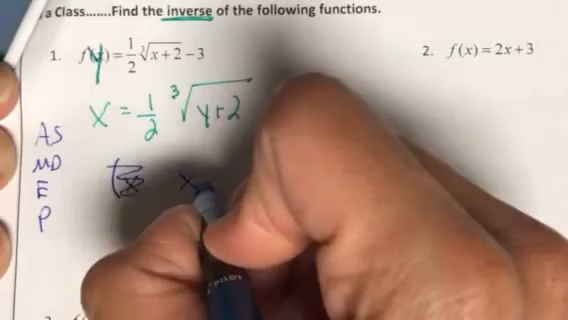 a Class.......Find the inverse of the following functions.
1. f(x) = 1/2 ∛x+2 − 3
y
2. f(x) = 2x + 3
x = 1/2 ∛y+2
AS
MD
E
P
x
PILOT